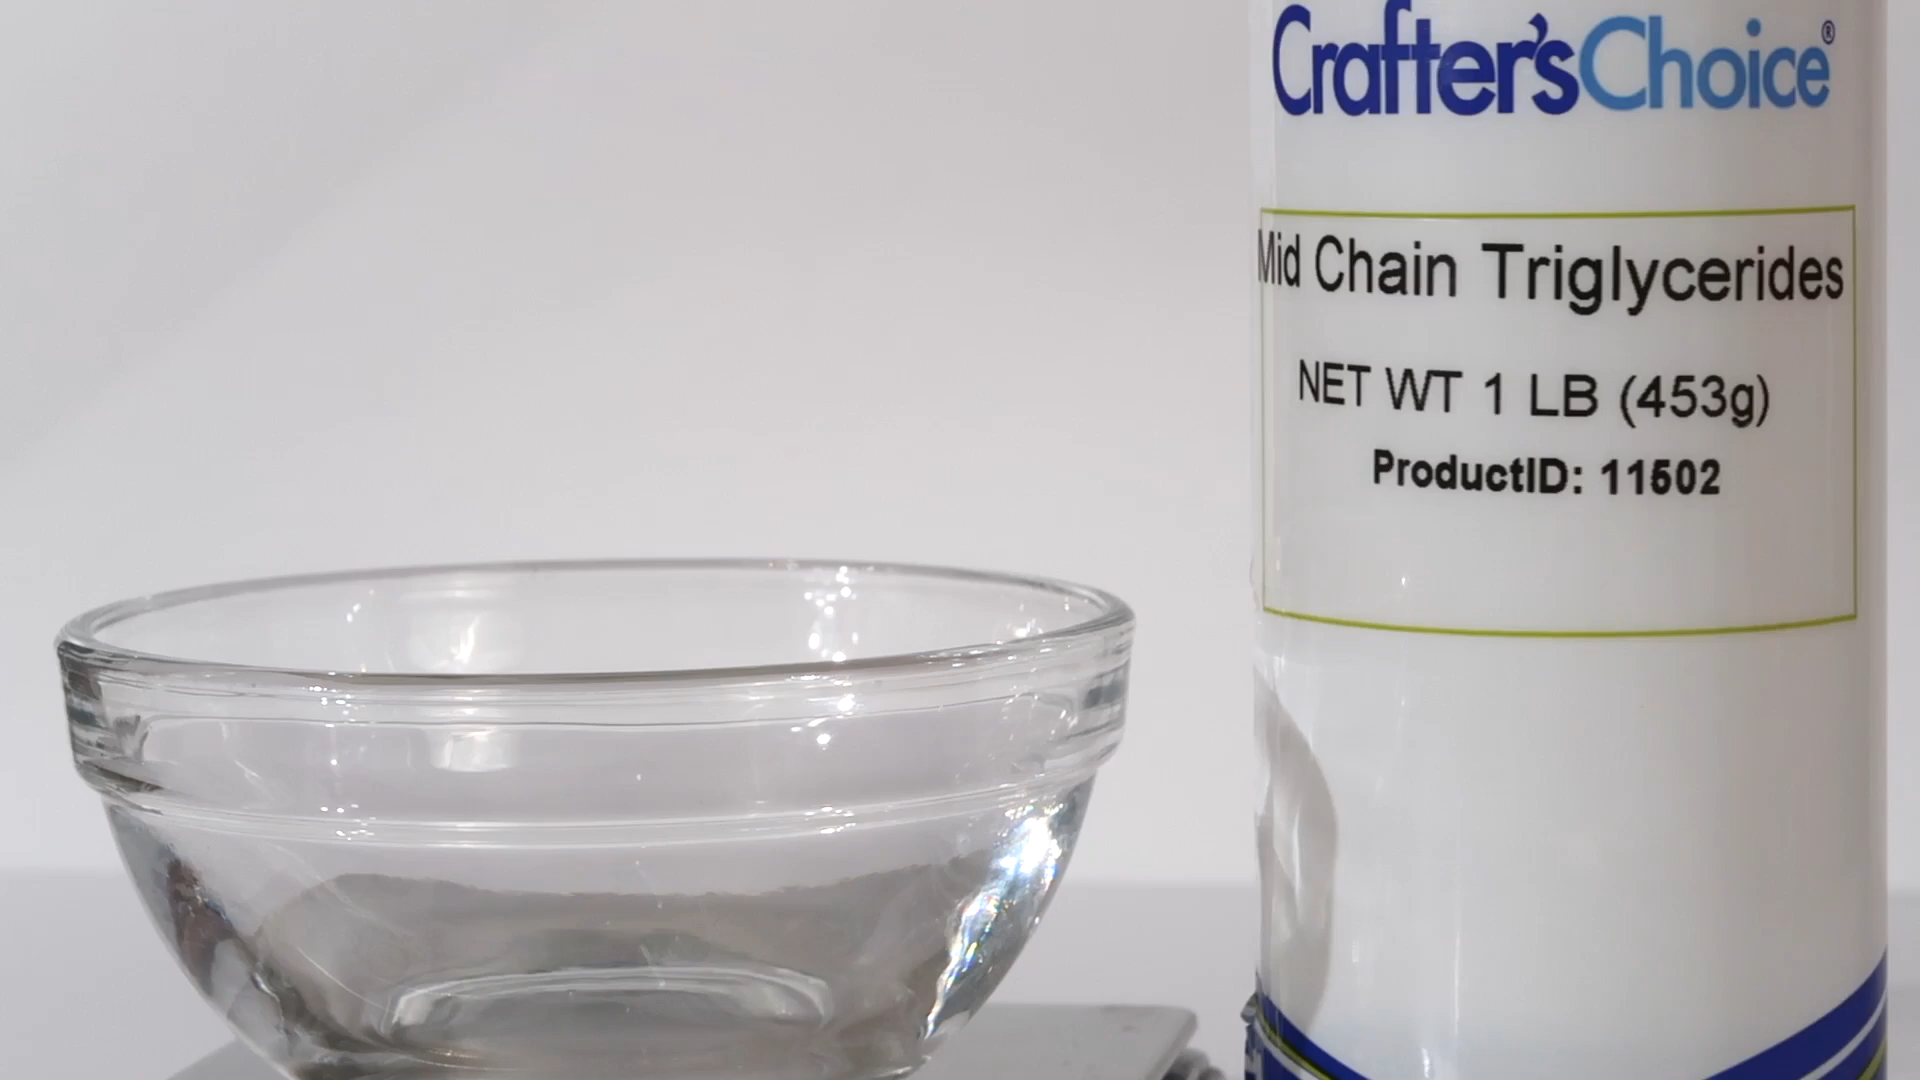 Crafter'sChoice®
Mid Chain Triglycerides
NET WT 1 LB (453g)
ProductID: 11502